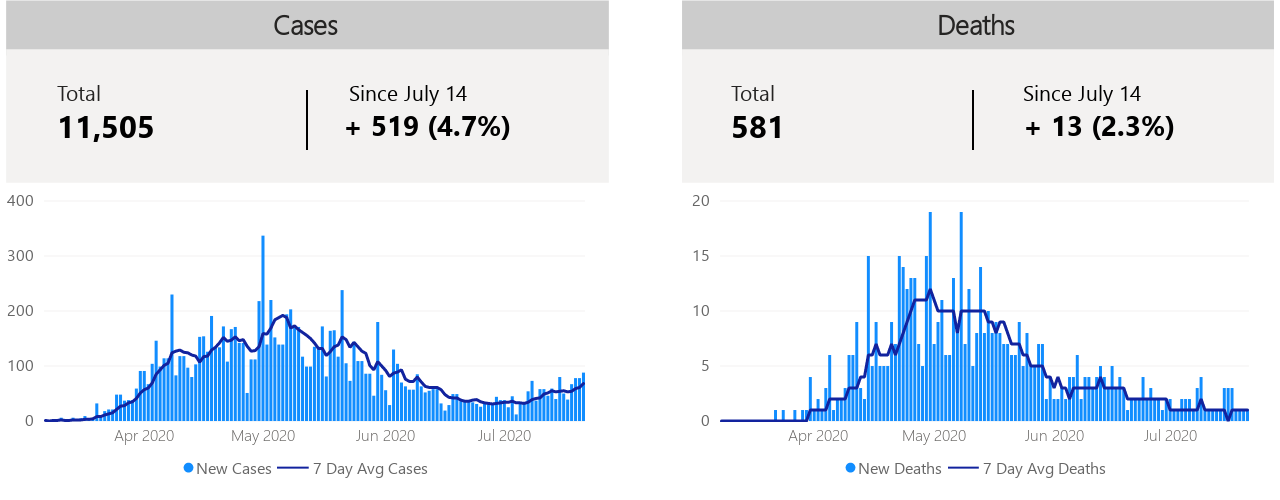 Cases
Total
Since July 14
11,505
+ 519 (4.7%)
400
300
200
100
0
Apr 2020 May 2020 Jun 2020 Jul 2020
New Cases 7 Day Avg Cases
Deaths
Total
Since July 14
581
+ 13 (2.3%)
20
15
10
5
0
Apr 2020 May 2020 Jun 2020 Jul 2020
New Deaths 7 Day Avg Deaths